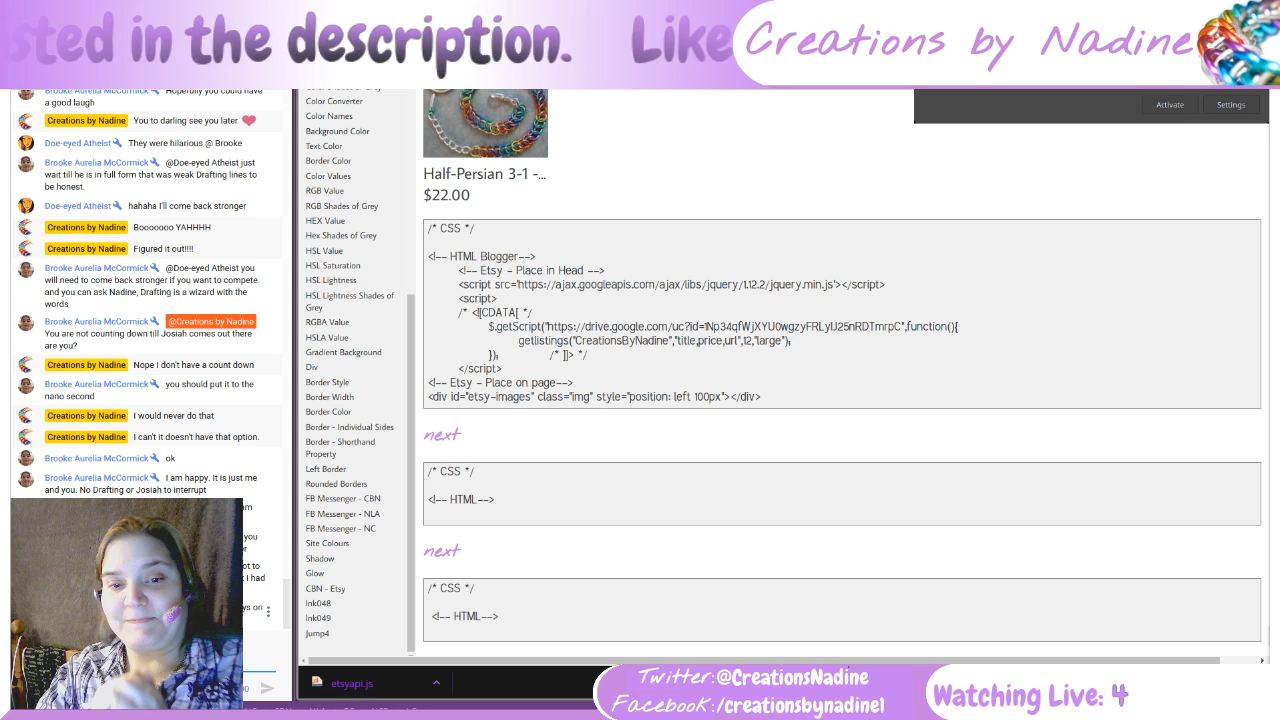 sted in the description. Like
Creations by Nadine
Brooke Aurelia McCormick Hopefully you could have
a good laugh
Creations by Nadine You to darling see you later
Doe-eyed Atheist They were hilarious @ Brooke
Brooke Aurelia McCormick @Doe-eyed Atheist just
wait till he is in full form that was weak Drafting lines to
be honest.
Doe-eyed Atheist hahaha I'll come back stronger
Creations by Nadine Booooooo YAHHHH
Creations by Nadine Figured it out!!!!
Brooke Aurelia McCormick @Doe-eyed Atheist you
will need to come back stronger if you want to compete.
and you can ask Nadine, Drafting is a wizard with the
words
Brooke Aurelia McCormick @Creations by Nadine
You are not counting down till Josiah comes out there
are you?
Creations by Nadine Nope I don't have a count down
Brooke Aurelia McCormick you should put it to the
nano second
Creations by Nadine I would never do that
Creations by Nadine I can't it doesn't have that option.
Brooke Aurelia McCormick ok
Brooke Aurelia McCormick I am happy. It is just me
and you. No Drafting or Josiah to interrupt
am
you
ot to
I had
ys on
Color Converter
Color Names
Background Color
Text Color
Border Color
Color Values
RGB Value
RGB Shades of Grey
HEX Value
Hex Shades of Grey
HSL Value
HSL Saturation
HSL Lightness
HSL Lightness Shades of
Grey
RGBA Value
HSLA Value
Gradient Background
Div
Border Style
Border Width
Border Color
Border - Individual Sides
Border - Shorthand
Property
Left Border
Rounded Borders
FB Messenger - CBN
FB Messenger - NLA
FB Messenger - NC
Site Colours
Shadow
Glow
CBN - Etsy
lnk048
lnk049
Jump4
Activate
Settings
Half-Persian 3-1 -...
$22.00
/* CSS */
<!-- HTML Blogger-->
<!-- Etsy - Place in Head -->
<script src='https://ajax.googleapis.com/ajax/libs/jquery/1.12.2/jquery.min.js'></script>
<script>
/* <![CDATA[ */
$.getScript("https://drive.google.com/uc?id=1Np34qfWjXYU0wgzyFRLyIJ25nRDTmrpC",function(){
getlistings("CreationsByNadine","title,price,url",12,"large");
}); /* ]]> */
</script>
<!-- Etsy - Place on page-->
<div id="etsy-images" class="img" style="position: left 100px"></div>
next
/* CSS */
<!-- HTML-->
next
/* CSS */
<!-- HTML-->
etsyapi.js
Twitter:@CreationsNadine
Facebook:/creationsbynadine1
Watching Live: 4